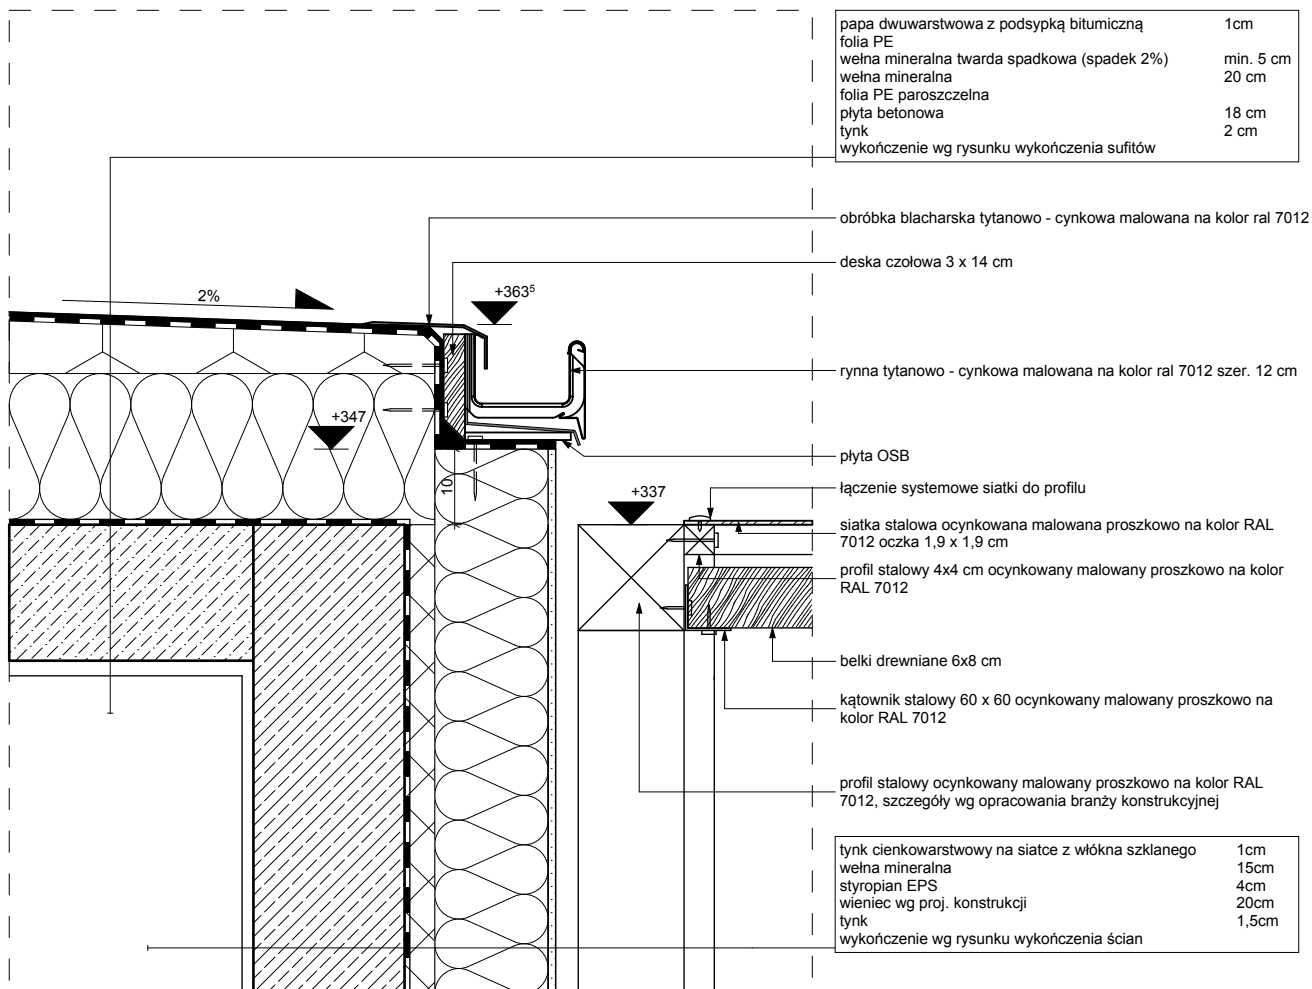 papa dwuwarstwowa z podsypką bitumiczną 1cm
folia PE
wełna mineralna twarda spadkowa (spadek 2%) min. 5 cm
wełna mineralna 20 cm
folia PE paroszczelna
płyta betonowa 18 cm
tynk 2 cm
wykończenie wg rysunku wykończenia sufitów
obróbka blacharska tytanowo - cynkowa malowana na kolor ral 7012
deska czołowa 3 x 14 cm
2%
+363⁵
rynna tytanowo - cynkowa malowana na kolor ral 7012 szer. 12 cm
+347
płyta OSB
10
+337
łączenie systemowe siatki do profilu
siatka stalowa ocynkowana malowana proszkowo na kolor RAL
7012 oczka 1,9 x 1,9 cm
profil stalowy 4x4 cm ocynkowany malowany proszkowo na kolor
RAL 7012
belki drewniane 6x8 cm
kątownik stalowy 60 x 60 ocynkowany malowany proszkowo na
kolor RAL 7012
profil stalowy ocynkowany malowany proszkowo na kolor RAL
7012, szczegóły wg opracowania branży konstrukcyjnej
tynk cienkowarstwowy na siatce z włókna szklanego 1cm
wełna mineralna 15cm
styropian EPS 4cm
wieniec wg proj. konstrukcji 20cm
tynk 1,5cm
wykończenie wg rysunku wykończenia ścian